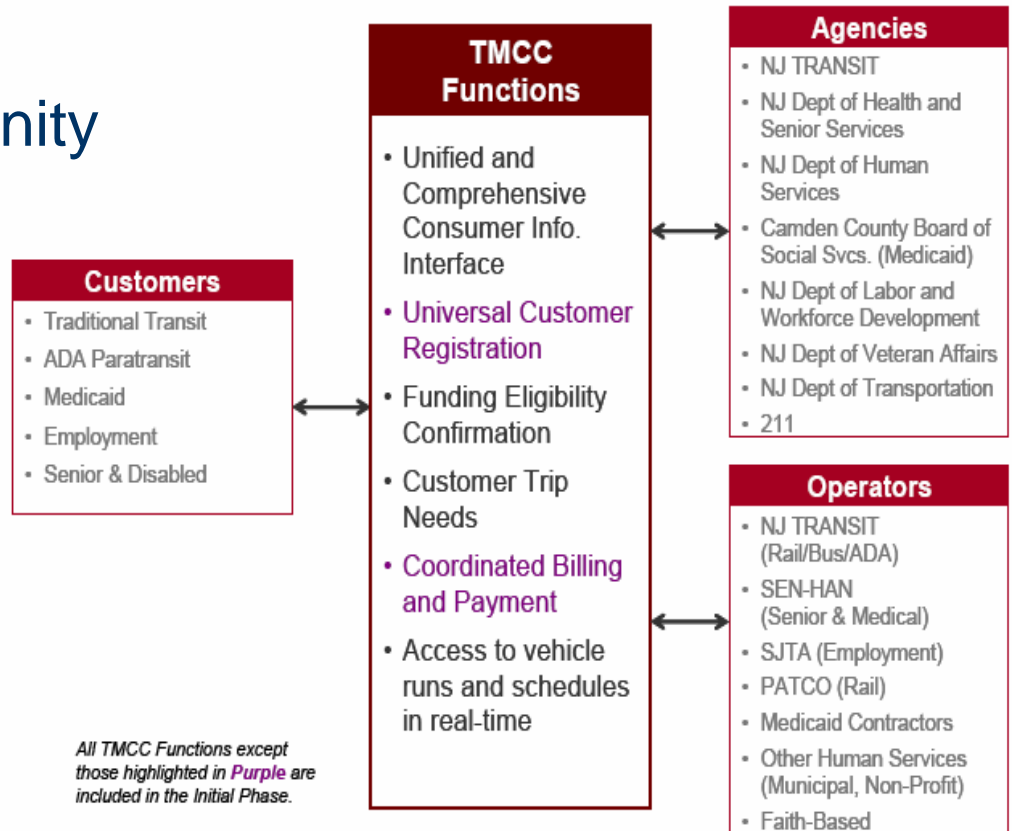 nity
Customers
• Traditional Transit
• ADA Paratransit
• Medicaid
• Employment
• Senior & Disabled
All TMCC Functions except
those highlighted in Purple are
included in the Initial Phase.
TMCC
Functions
• Unified and
Comprehensive
Consumer Info.
Interface
• Universal Customer
Registration
• Funding Eligibility
Confirmation
• Customer Trip
Needs
• Coordinated Billing
and Payment
• Access to vehicle
runs and schedules
in real-time
Agencies
• NJ TRANSIT
• NJ Dept of Health and
Senior Services
• NJ Dept of Human
Services
• Camden County Board of
Social Svcs. (Medicaid)
• NJ Dept of Labor and
Workforce Development
• NJ Dept of Veteran Affairs
• NJ Dept of Transportation
• 211
Operators
• NJ TRANSIT
(Rail/Bus/ADA)
• SEN-HAN
(Senior & Medical)
• SJTA (Employment)
• PATCO (Rail)
• Medicaid Contractors
• Other Human Services
(Municipal, Non-Profit)
• Faith-Based